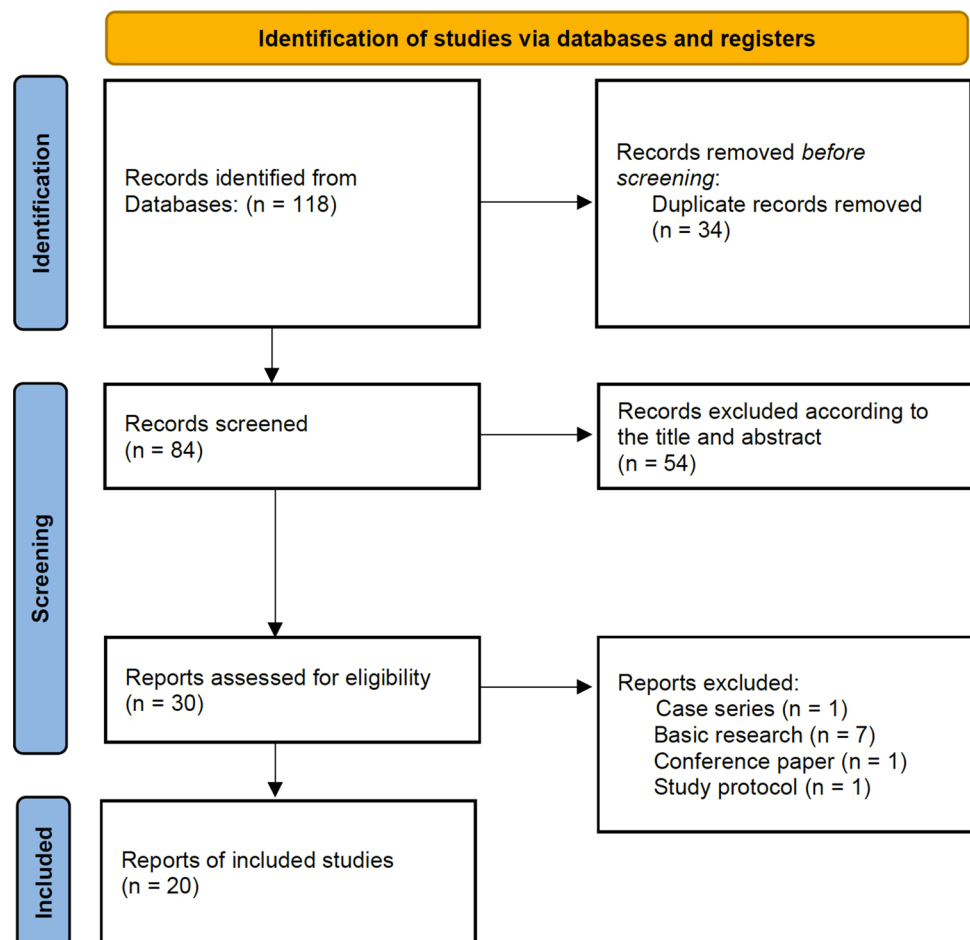 Identification of studies via databases and registers
Identification
Records identified from
Databases: (n = 118)
Records removed before
screening:
Duplicate records removed
(n = 34)
Screening
Records screened
(n = 84)
Records excluded according to
the title and abstract
(n = 54)
Reports assessed for eligibility
(n = 30)
Reports excluded:
Case series (n = 1)
Basic research (n = 7)
Conference paper (n = 1)
Study protocol (n = 1)
Included
Reports of included studies
(n = 20)